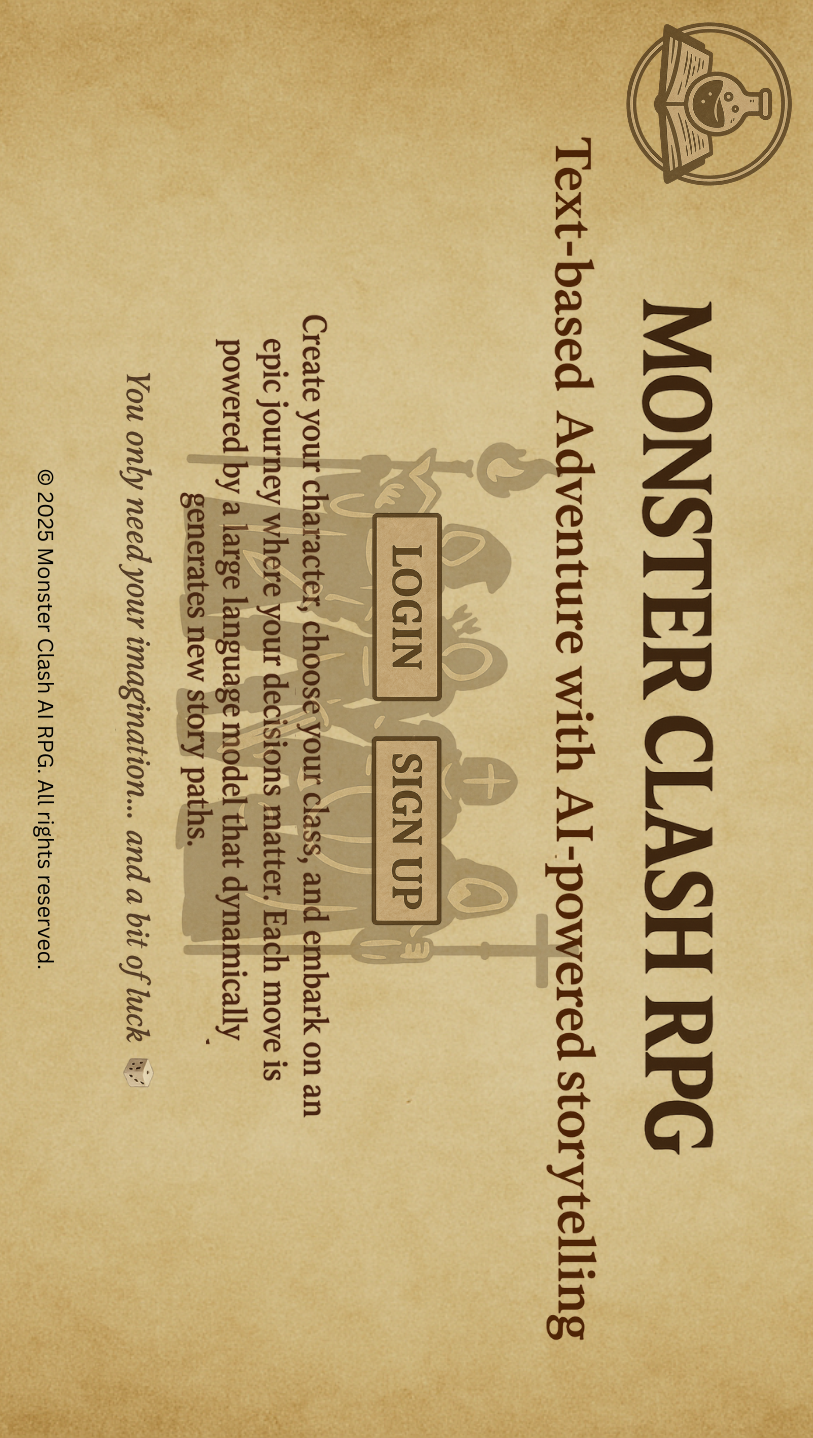 MONSTER CLASH RPG
Text-based Adventure with AI-powered storytelling
LOGIN
SIGN UP
Create your character, choose your class, and embark on an
epic journey where your decisions matter. Each move is
powered by a large language model that dynamically
generates new story paths.
You only need your imagination... and a bit of luck 🎲
© 2025 Monster Clash AI RPG. All rights reserved.